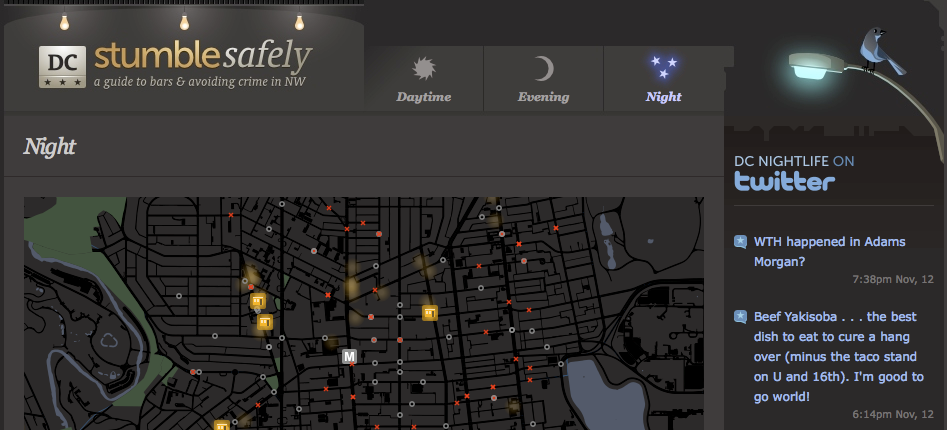 DC
stumblesafely
a guide to bars & avoiding crime in NW
Daytime
Evening
Night
Night
M
DC NIGHTLIFE ON
twitter
WTH happened in Adams
Morgan?
7:38pm Nov, 12
Beef Yakisoba . . . the best
dish to eat to cure a hang
over (minus the taco stand
on U and 16th). I'm good to
go world!
6:14pm Nov, 12